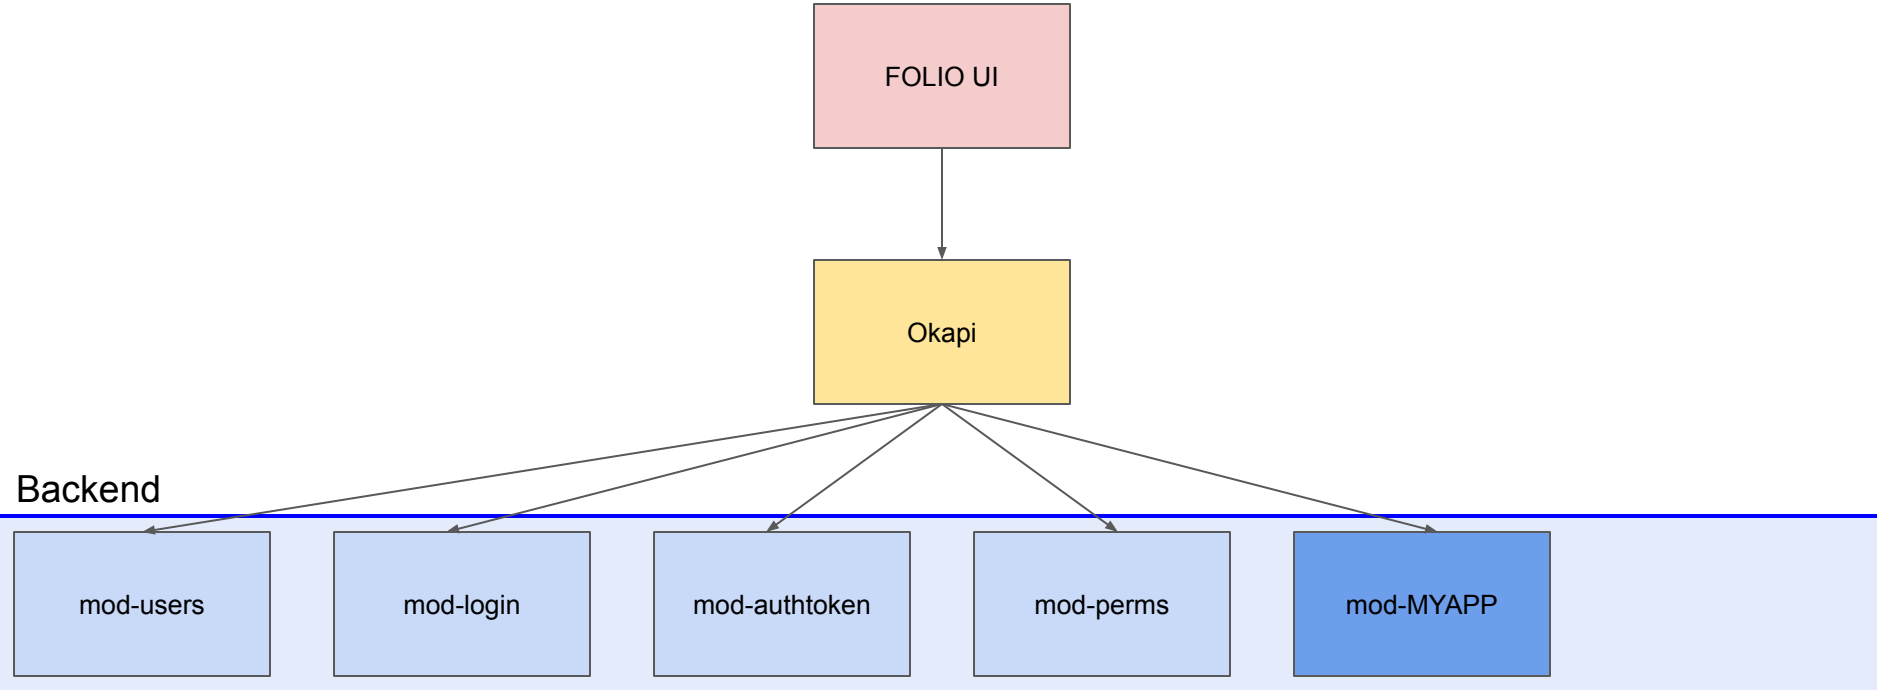 FOLIO UI
Okapi
Backend
mod-users
mod-login
mod-authtoken
mod-perms
mod-MYAPP